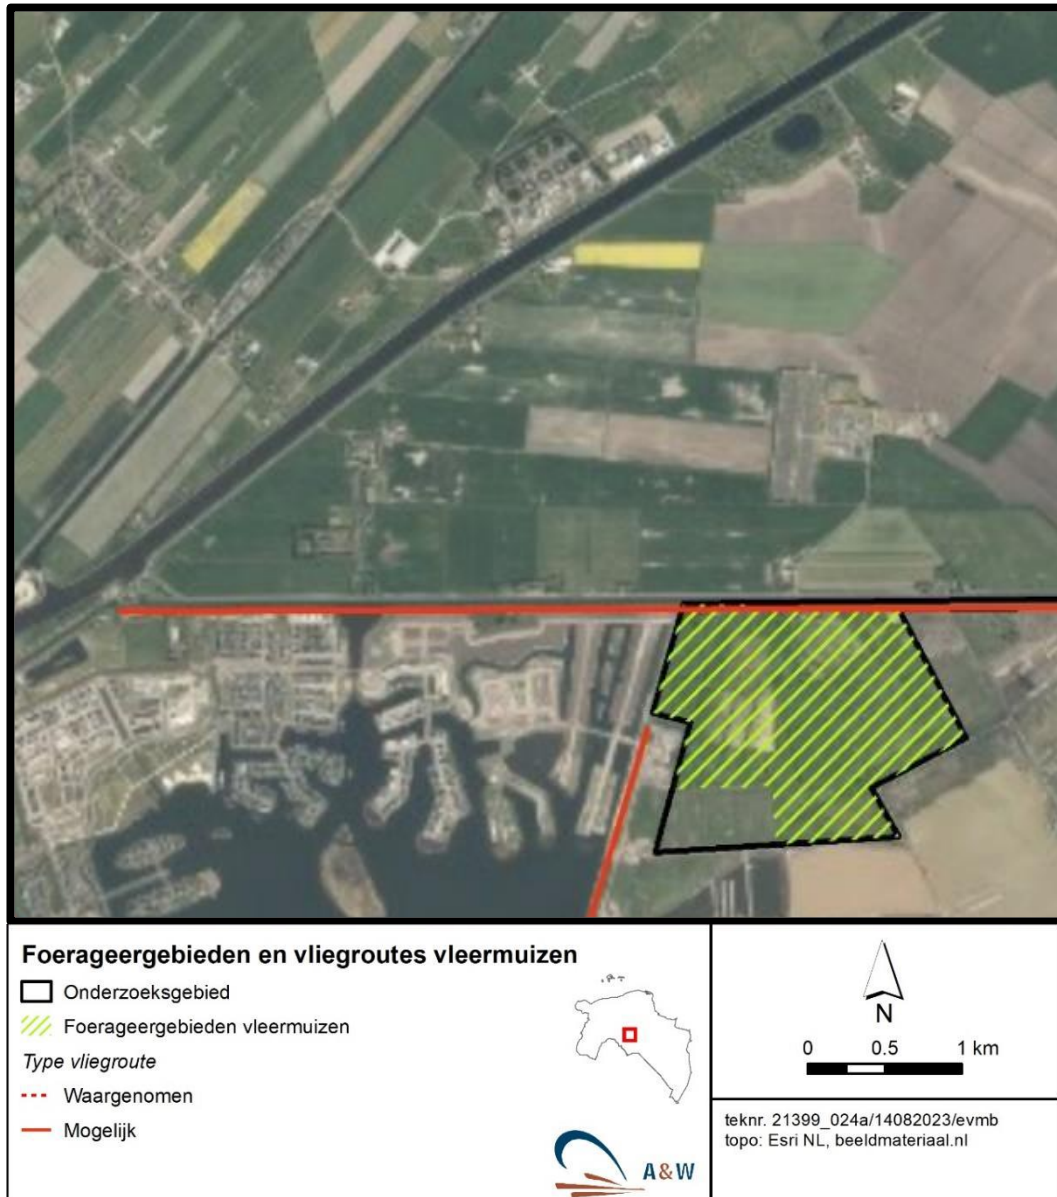 Foerageergebieden en vliegroutes vleermuizen
Onderzoeksgebied
Foerageergebieden vleermuizen
Type vliegroute
Waargenomen
Mogelijk
A&W
N
0 0.5 1 km
teknr. 21399_024a/14082023/evmb
topo: Esri NL, beeldmateriaal.nl